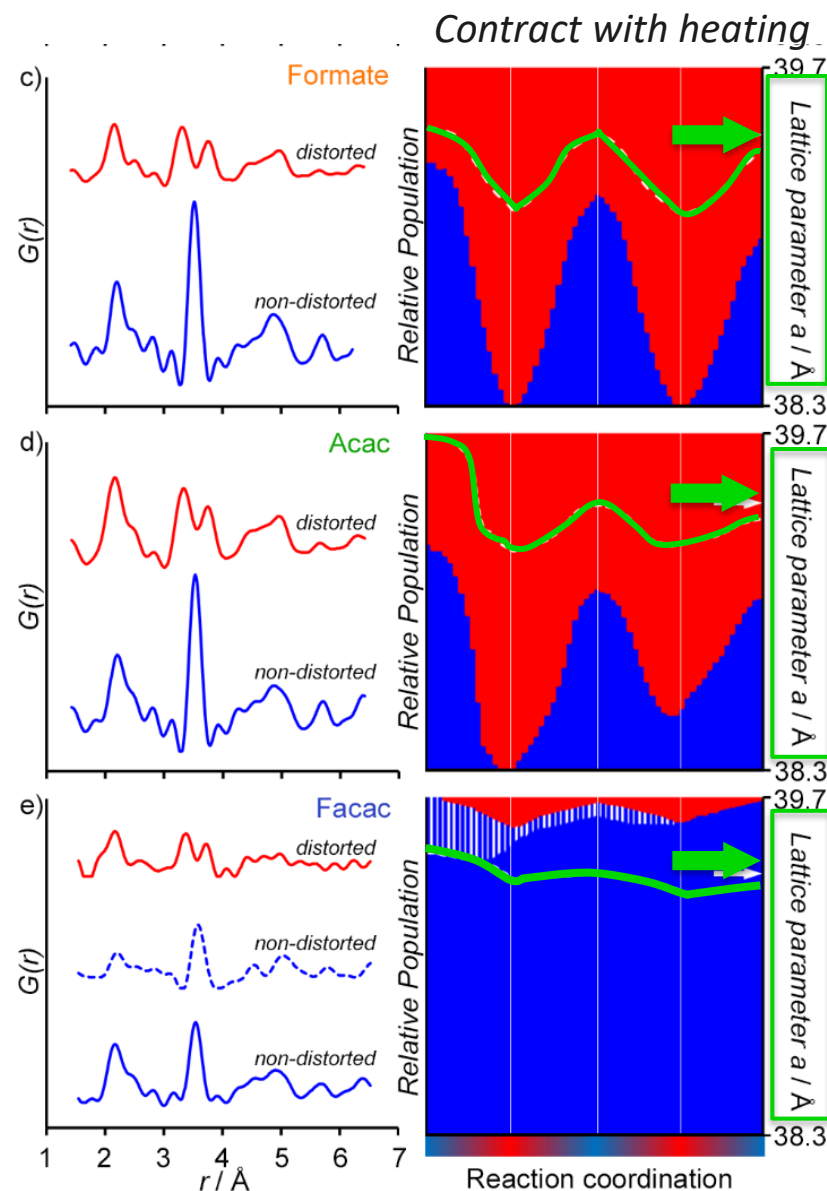 Contract with heating
c)
Formate
distorted
non-distorted
G(r)
Relative Population
39.7
Lattice parameter a / Å
38.3
d)
Acac
distorted
non-distorted
G(r)
Relative Population
39.7
Lattice parameter a / Å
38.3
e)
Facac
distorted
non-distorted
non-distorted
G(r)
Relative Population
39.7
Lattice parameter a / Å
38.3
1 2 3 4 5 6 7
r / Å
Reaction coordination